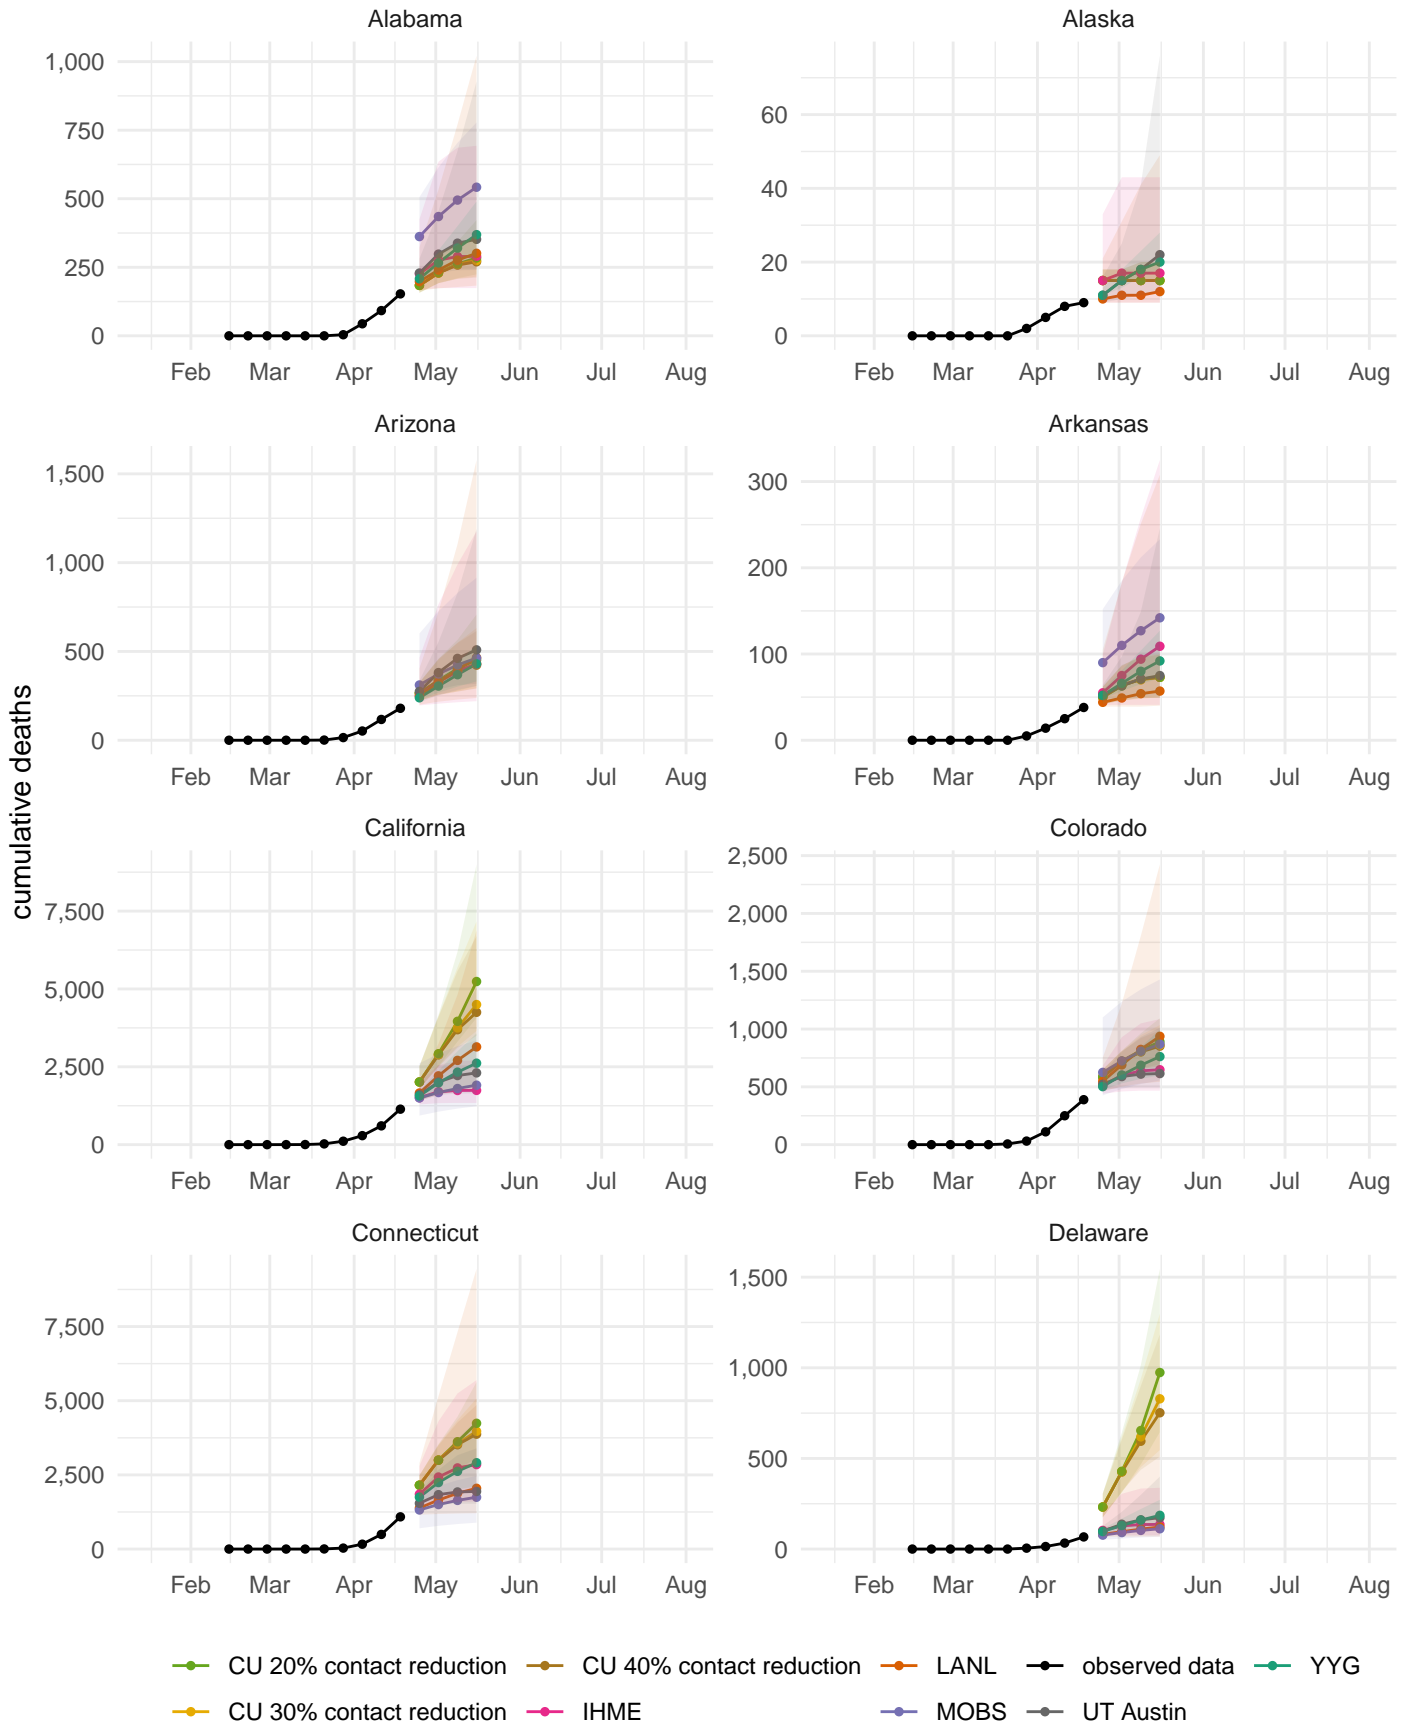 Alabama
Alaska
1,000
750
500
250
0
60
40
20
0
Feb Mar Apr May Jun Jul Aug
Feb Mar Apr May Jun Jul Aug
Arizona
Arkansas
1,500
1,000
500
0
300
200
100
0
Feb Mar Apr May Jun Jul Aug
Feb Mar Apr May Jun Jul Aug
cumulative deaths
California
Colorado
7,500
5,000
2,500
0
2,500
2,000
1,500
1,000
500
0
Feb Mar Apr May Jun Jul Aug
Feb Mar Apr May Jun Jul Aug
Connecticut
Delaware
7,500
5,000
2,500
0
1,500
1,000
500
0
Feb Mar Apr May Jun Jul Aug
Feb Mar Apr May Jun Jul Aug
CU 20% contact reduction CU 40% contact reduction LANL observed data YYG
CU 30% contact reduction IHME MOBS UT Austin